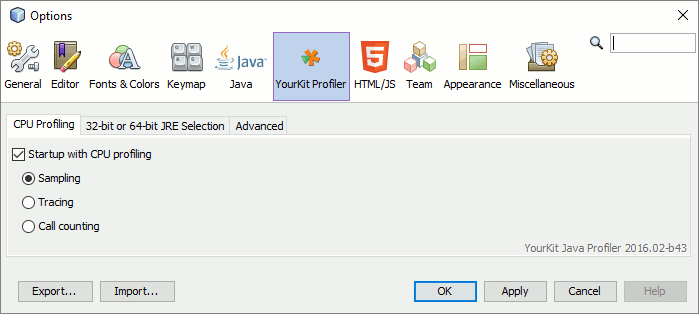 Options
General Editor Fonts & Colors Keymap Java YourKit Profiler HTML/JS Team Appearance Miscellaneous
CPU Profiling 32-bit or 64-bit JRE Selection Advanced
Startup with CPU profiling
Sampling
Tracing
Call counting
YourKit Java Profiler 2016.02-b43
Export... Import... OK Apply Cancel Help